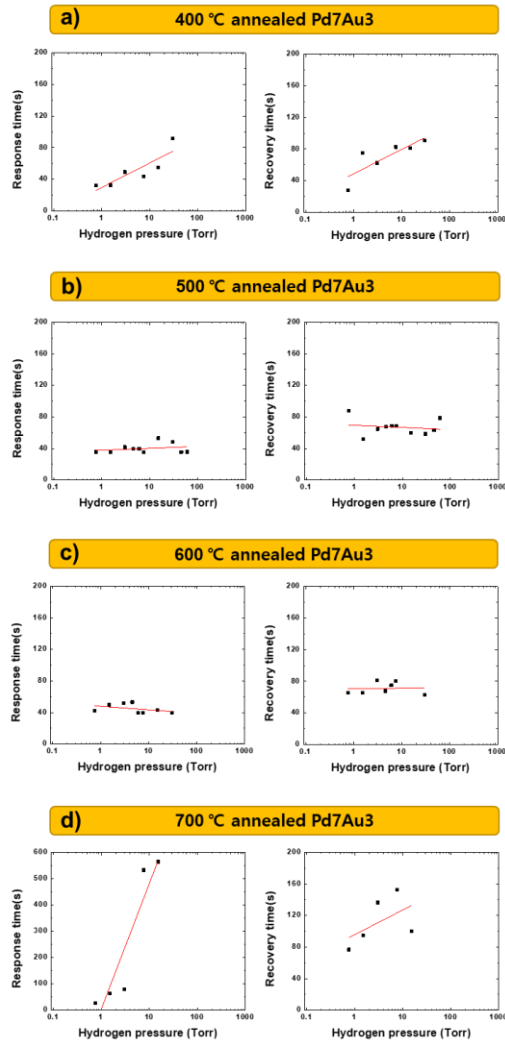 a) 400 ℃ annealed Pd7Au3
200
160
120
80
40
0
Response time(s)
0.1 1 10 100 1000
Hydrogen pressure (Torr)
200
160
120
80
40
0
Recovery time(s)
0.1 1 10 100 1000
Hydrogen pressure (Torr)
b) 500 ℃ annealed Pd7Au3
200
160
120
80
40
0
Response time(s)
0.1 1 10 100 1000
Hydrogen pressure (Torr)
200
160
120
80
40
0
Recovery time(s)
0.1 1 10 100 1000
Hydrogen pressure (Torr)
c) 600 ℃ annealed Pd7Au3
200
160
120
80
40
0
Response time(s)
0.1 1 10 100 1000
Hydrogen pressure (Torr)
200
160
120
80
40
0
Recovery time(s)
0.1 1 10 100 1000
Hydrogen pressure (Torr)
d) 700 ℃ annealed Pd7Au3
600
500
400
300
200
100
0
Response time(s)
0.1 1 10 100 1000
Hydrogen pressure (Torr)
200
160
120
80
40
0
Recovery time(s)
0.1 1 10 100 1000
Hydrogen pressure (Torr)